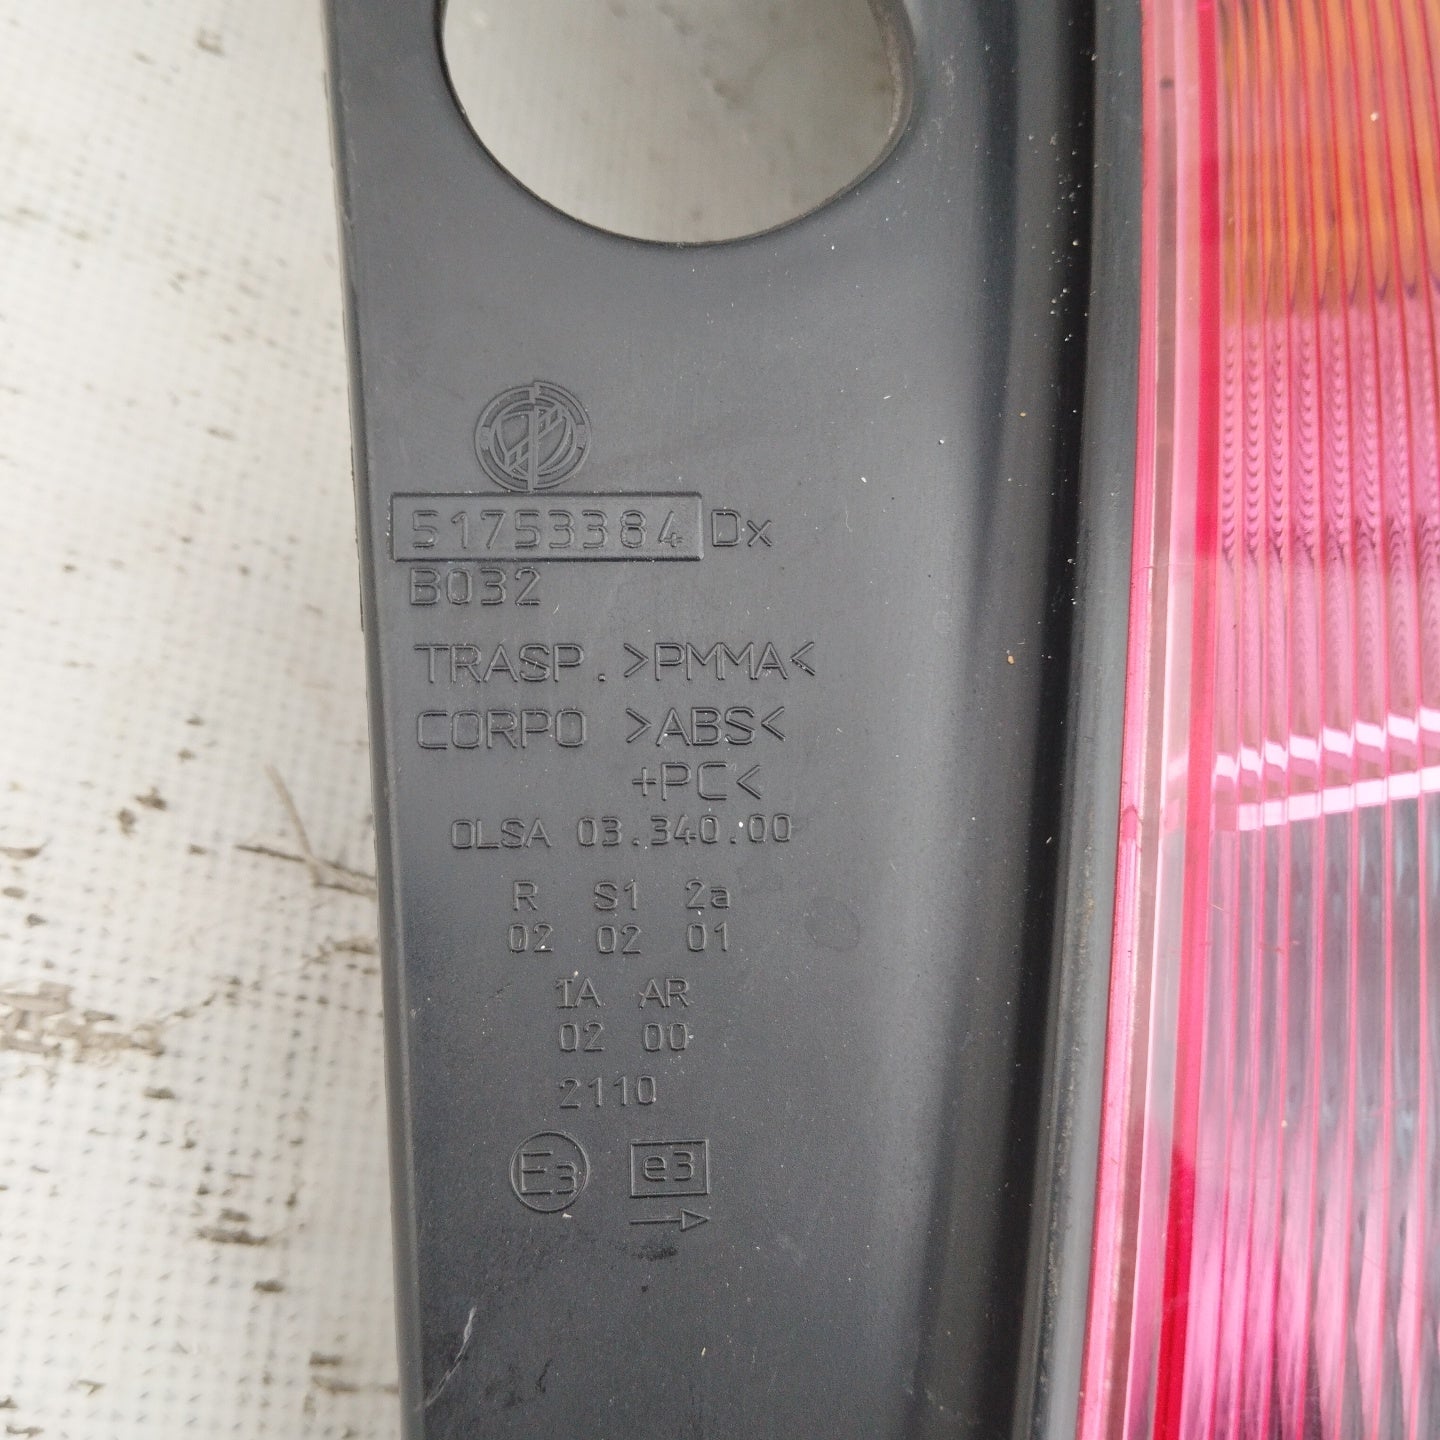 51753384 Dx
B032
TRASP. >PMMA<
CORPO >ABS<
+PC<
OLSA 03.340.00
R S1 2a
02 02 01
IA AR
02 00
2110
E3 e3